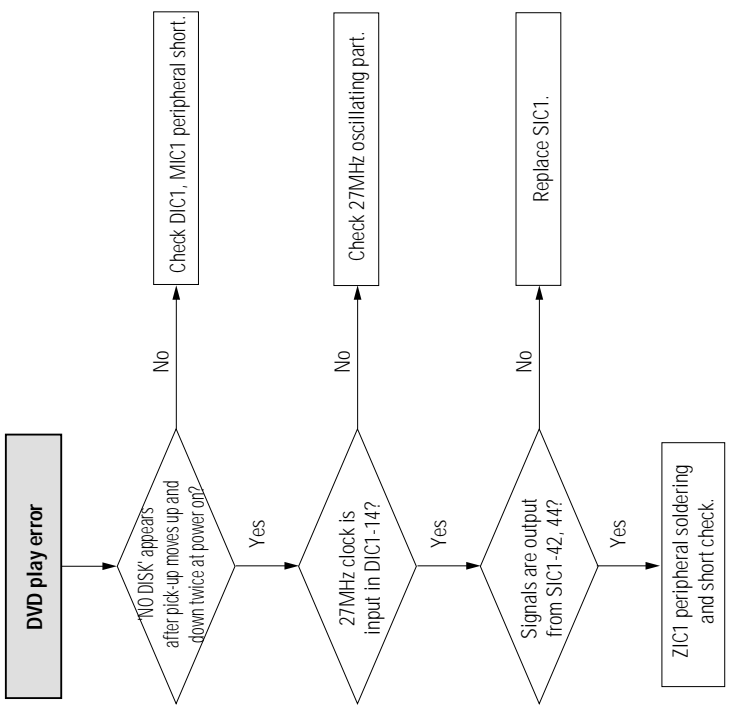 DVD play error
'NO DISK' appears
after pick-up moves up and
down twice at power on?
No
Check DIC1, MIC1 peripheral short.
Yes
27MHz clock is
input in DIC1-14?
No
Check 27MHz oscillating part.
Yes
Signals are output
from SIC1-42, 44?
No
Replace SIC1.
Yes
ZIC1 peripheral soldering
and short check.